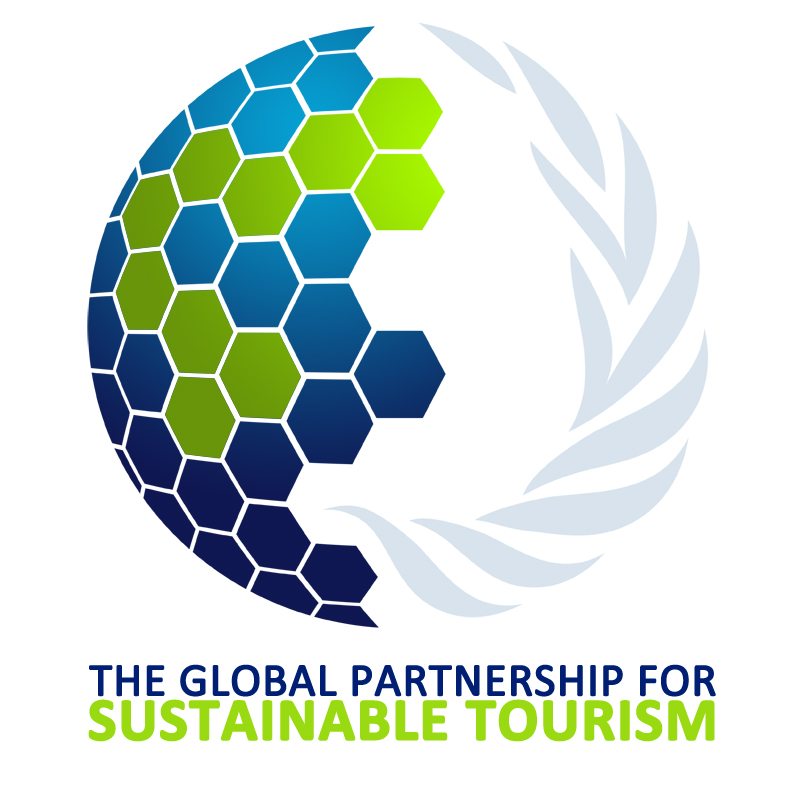 THE GLOBAL PARTNERSHIP FOR
SUSTAINABLE TOURISM